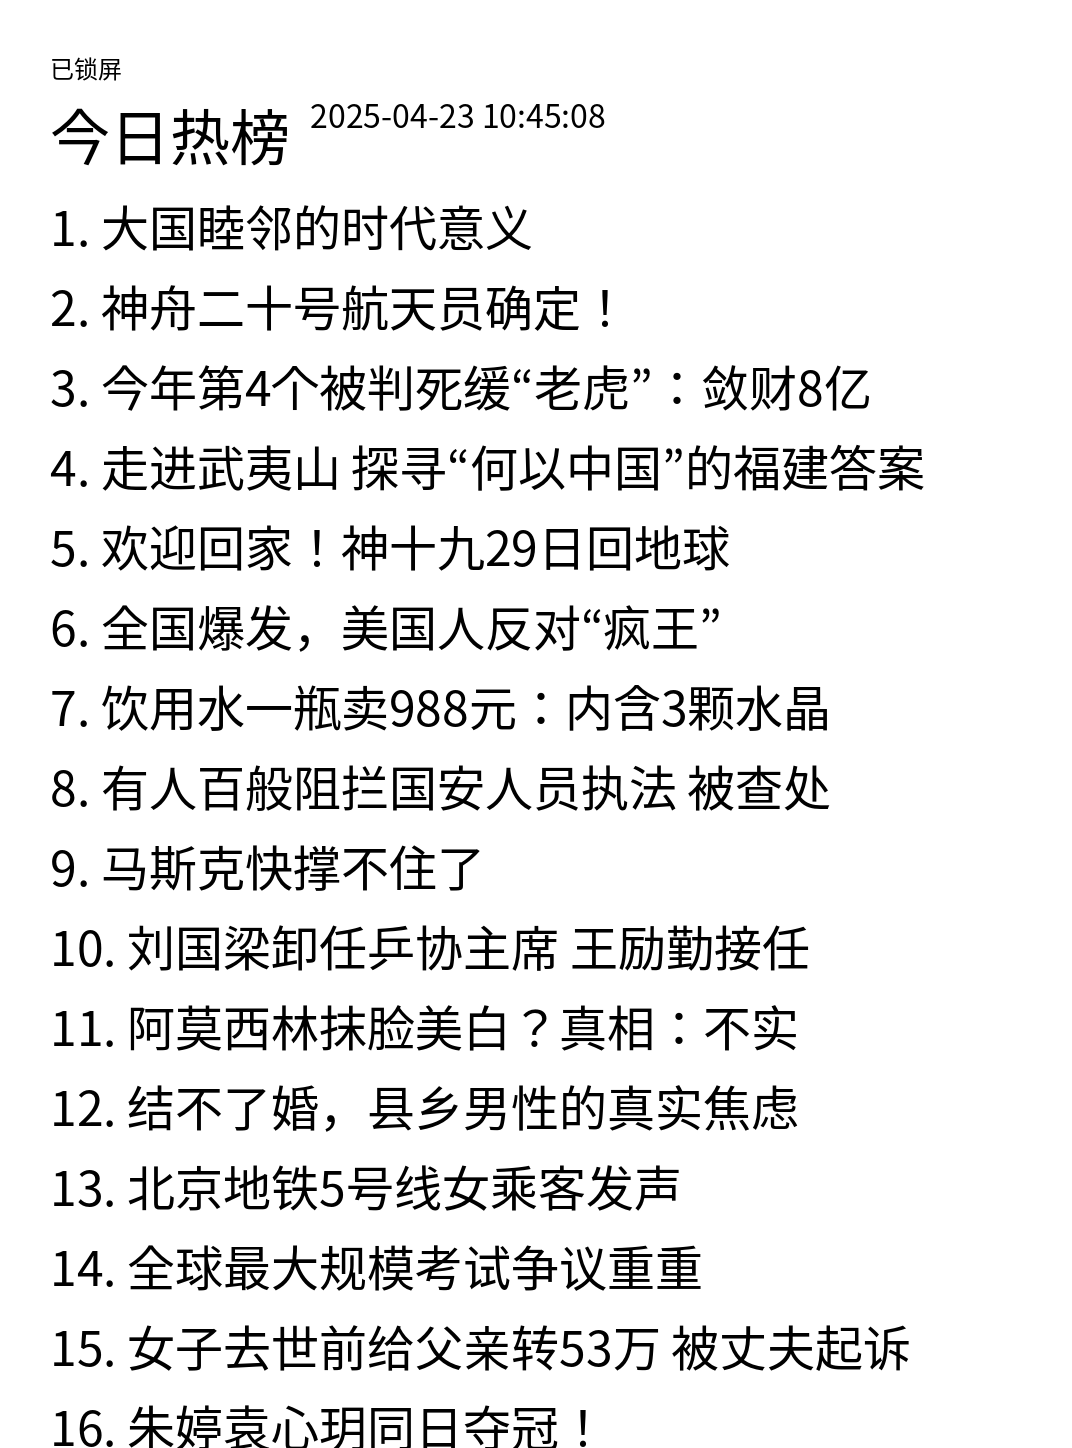 已锁屏
今日热榜 2025-04-23 10:45:08
1. 大国睦邻的时代意义
2. 神舟二十号航天员确定！
3. 今年第4个被判死缓“老虎”：敛财8亿
4. 走进武夷山 探寻“何以中国”的福建答案
5. 欢迎回家！神十九29日回地球
6. 全国爆发，美国人反对“疯王”
7. 饮用水一瓶卖988元：内含3颗水晶
8. 有人百般阻拦国安人员执法 被查处
9. 马斯克快撑不住了
10. 刘国梁卸任乒协主席 王励勤接任
11. 阿莫西林抹脸美白？真相：不实
12. 结不了婚，县乡男性的真实焦虑
13. 北京地铁5号线女乘客发声
14. 全球最大规模考试争议重重
15. 女子去世前给父亲转53万 被丈夫起诉
16. 朱婷袁心玥同日夺冠！